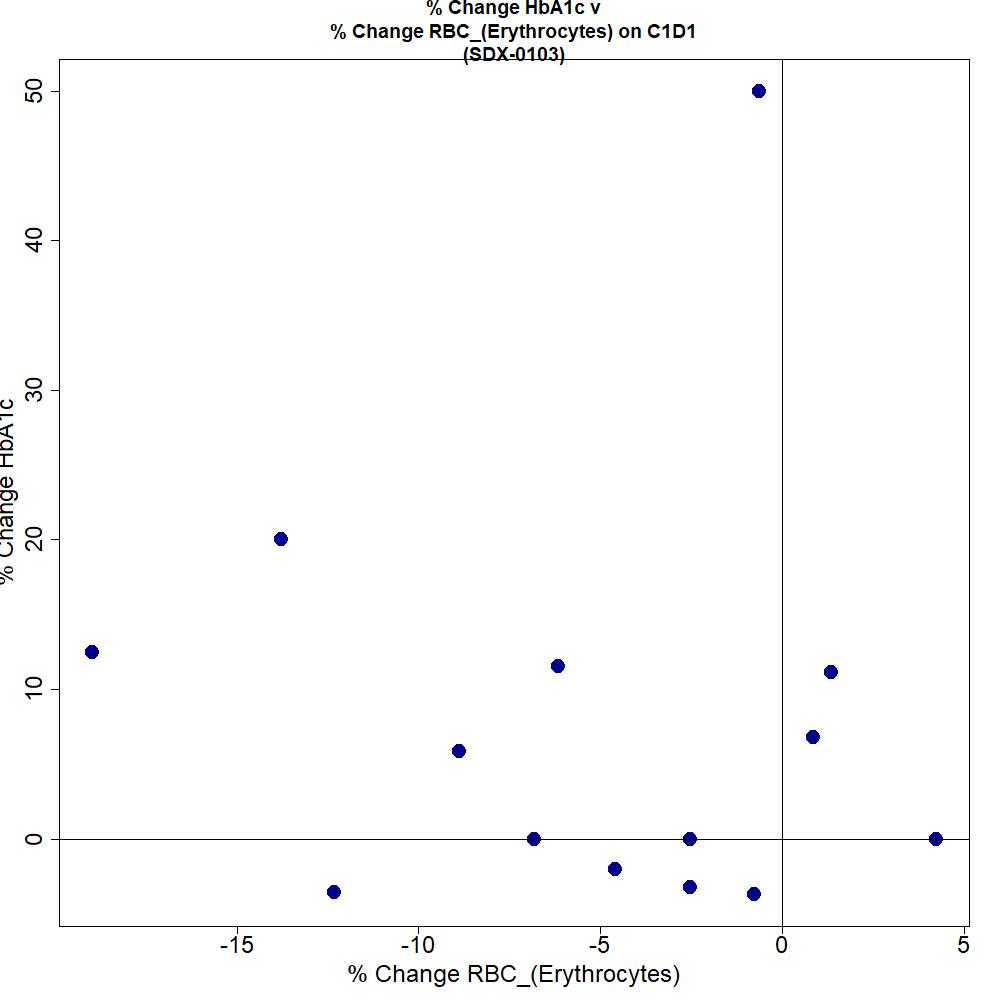 % Change HbA1c v
% Change RBC_(Erythrocytes) on C1D1
(SDX-0103)
50
40
30
20
10
0
% Change HbA1c
-15
-10
-5
0
5
% Change RBC_(Erythrocytes)